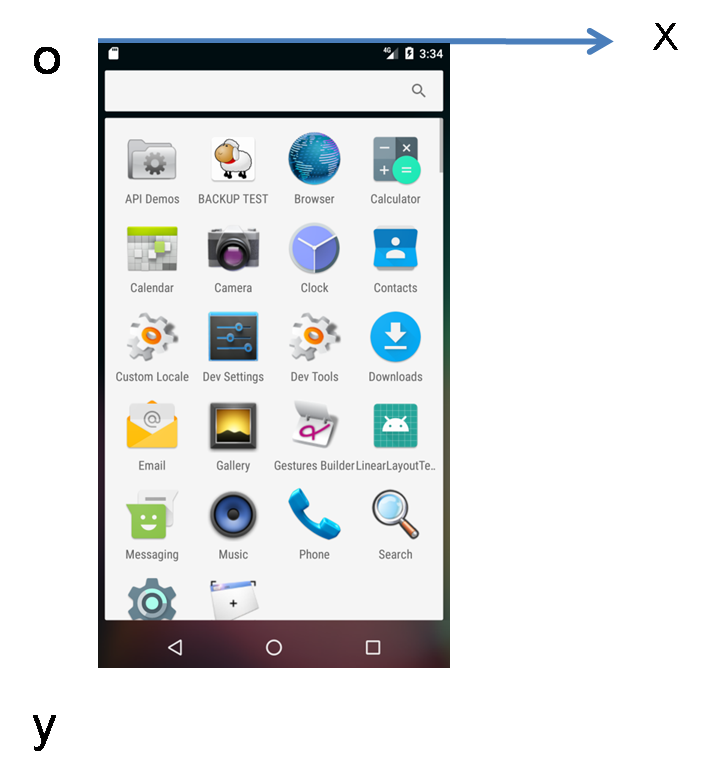 x
o
4G 3:34
API Demos BACKUP TEST Browser Calculator
Calendar Camera Clock Contacts
Custom Locale Dev Settings Dev Tools Downloads
@
Email Gallery Gestures Builder LinearLayoutTe..
Messaging Music Phone Search
y